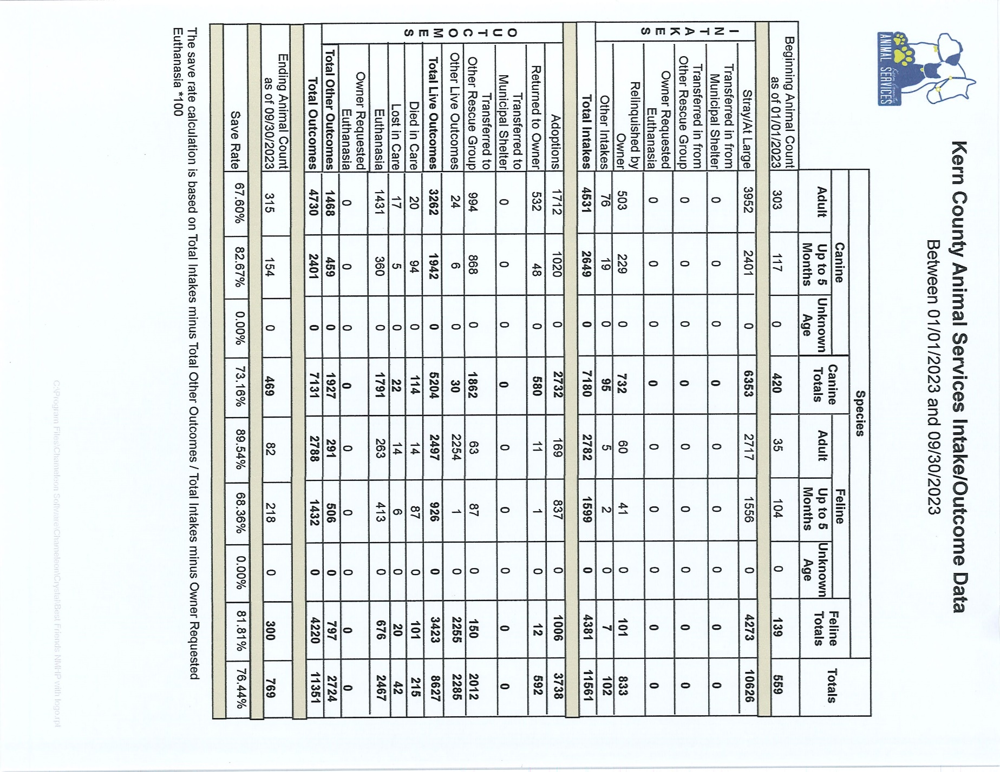 Kern County
ANIMAL SERVICES
Kern County Animal Services Intake/Outcome Data
Between 01/01/2023 and 09/30/2023
Species
Canine Canine Totals Feline Feline Totals Totals
Adult Up to 5 Months Unknown Age Adult Up to 5 Months Unknown Age
Beginning Animal Count
as of 01/01/2023 303 117 0 420 35 104 0 139 559
INTAKES
Stray/At Large 3952 2401 0 6353 2717 1556 0 4273 10626
Transferred in from
Municipal Shelter 0 0 0 0 0 0 0 0 0
Transferred in from
Other Rescue Group 0 0 0 0 0 0 0 0 0
Owner Requested
Euthanasia 0 0 0 0 0 0 0 0 0
Relinquished by
Owner 503 229 0 732 60 41 0 101 833
Other Intakes 76 19 0 95 5 2 0 7 102
Total Intakes 4531 2649 0 7180 2782 1599 0 4381 11561
OUTCOMES
Adoptions 1712 1020 0 2732 169 837 0 1006 3738
Returned to Owner 532 48 0 580 11 1 0 12 592
Transferred to
Municipal Shelter 0 0 0 0 0 0 0 0 0
Transferred to
Other Rescue Group 994 868 0 1862 63 87 0 150 2012
Other Live Outcomes 24 6 0 30 2254 1 0 2255 2285
Total Live Outcomes 3262 1942 0 5204 2497 926 0 3423 8627
Died in Care 20 94 0 114 14 87 0 101 215
Lost in Care 17 5 0 22 14 6 0 20 42
Euthanasia 1431 360 0 1791 263 413 0 676 2467
Owner Requested
Euthanasia 0 0 0 0 0 0 0 0 0
Total Other Outcomes 1468 459 0 1927 291 506 0 797 2724
Total Outcomes 4730 2401 0 7131 2788 1432 0 4220 11351
Ending Animal Count
as of 09/30/2023 315 154 0 469 82 218 0 300 769
Save Rate 67.60% 82.67% 0.00% 73.16% 89.54% 68.36% 0.00% 81.81% 76.44%
The save rate calculation is based on Total Intakes minus Total Other Outcomes / Total Intakes minus Owner Requested
Euthanasia *100
C:\Program Files\Chameleon Software\Chameleon\Crystal\Best Friends NMHP with logo.rpt